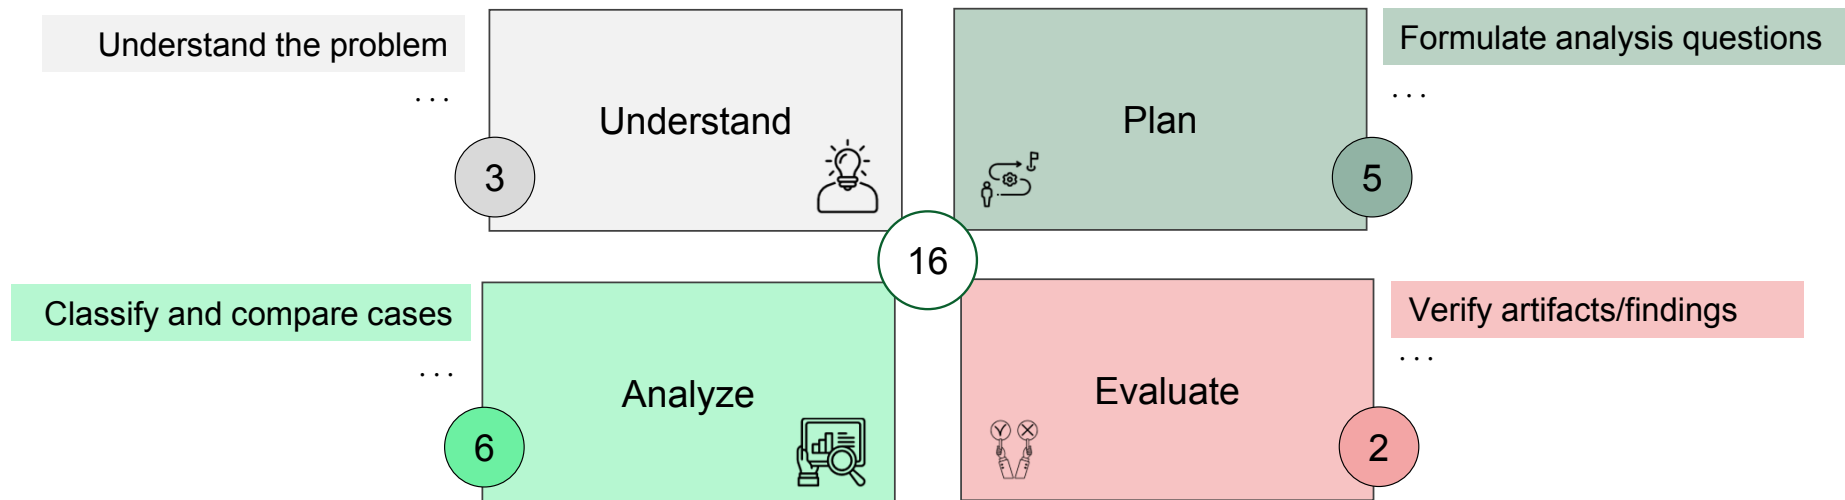 Understand the problem
. . .
Understand
3
Plan
5
Formulate analysis questions
. . .
16
Classify and compare cases
. . .
Analyze
6
Evaluate
2
Verify artifacts/findings
. . .